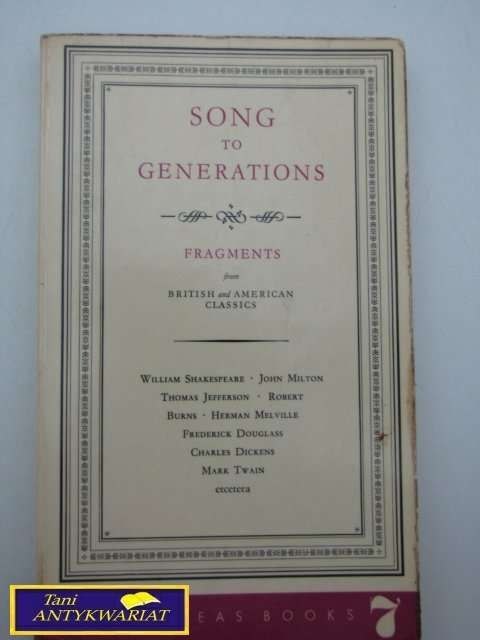 SONG
TO
GENERATIONS
FRAGMENTS
from
BRITISH and AMERICAN
CLASSICS
WILLIAM SHAKESPEARE · JOHN MILTON
THOMAS JEFFERSON · ROBERT
BURNS · HERMAN MELVILLE
FREDERICK DOUGLASS
CHARLES DICKENS
MARK TWAIN
etcetera
BOOKS 7
Tani
ANTYKWARIAT